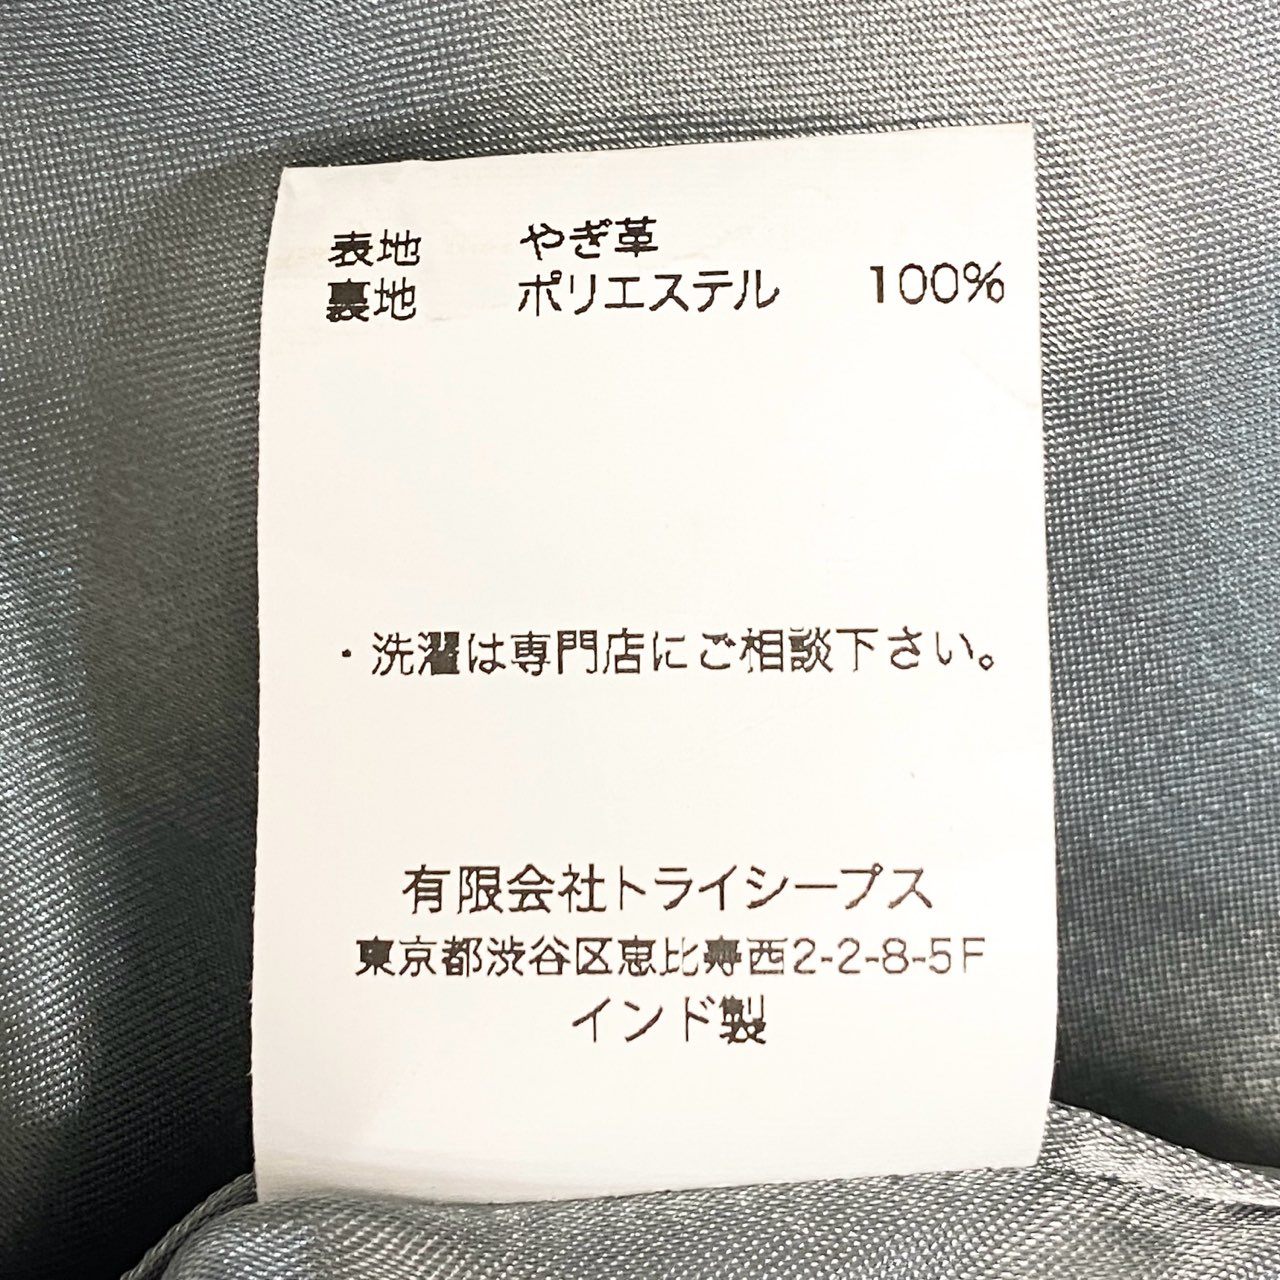 表地 やぎ革
裏地 ポリエステル 100%
・洗濯は専門店にご相談下さい。
有限会社トライシープス
東京都渋谷区恵比寿西2-2-8-5F
インド製